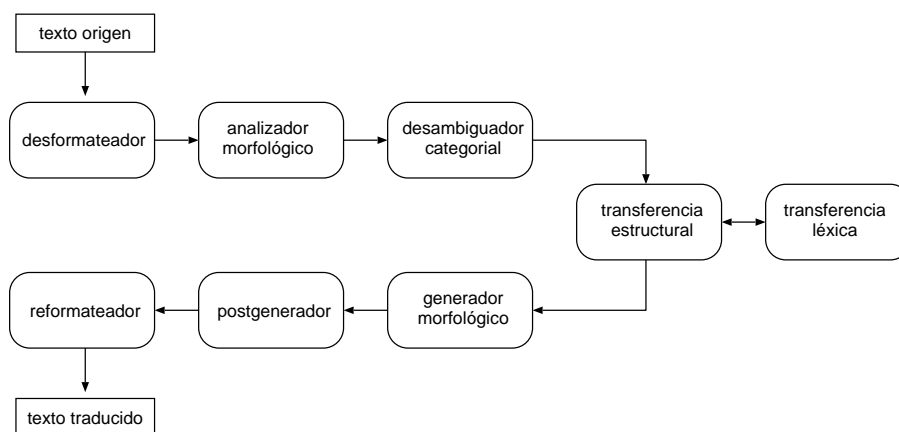 texto origen
desformateador
analizador
morfológico
desambiguador
categorial
transferencia
estructural
transferencia
léxica
generador
morfológico
postgenerador
reformateador
texto traducido